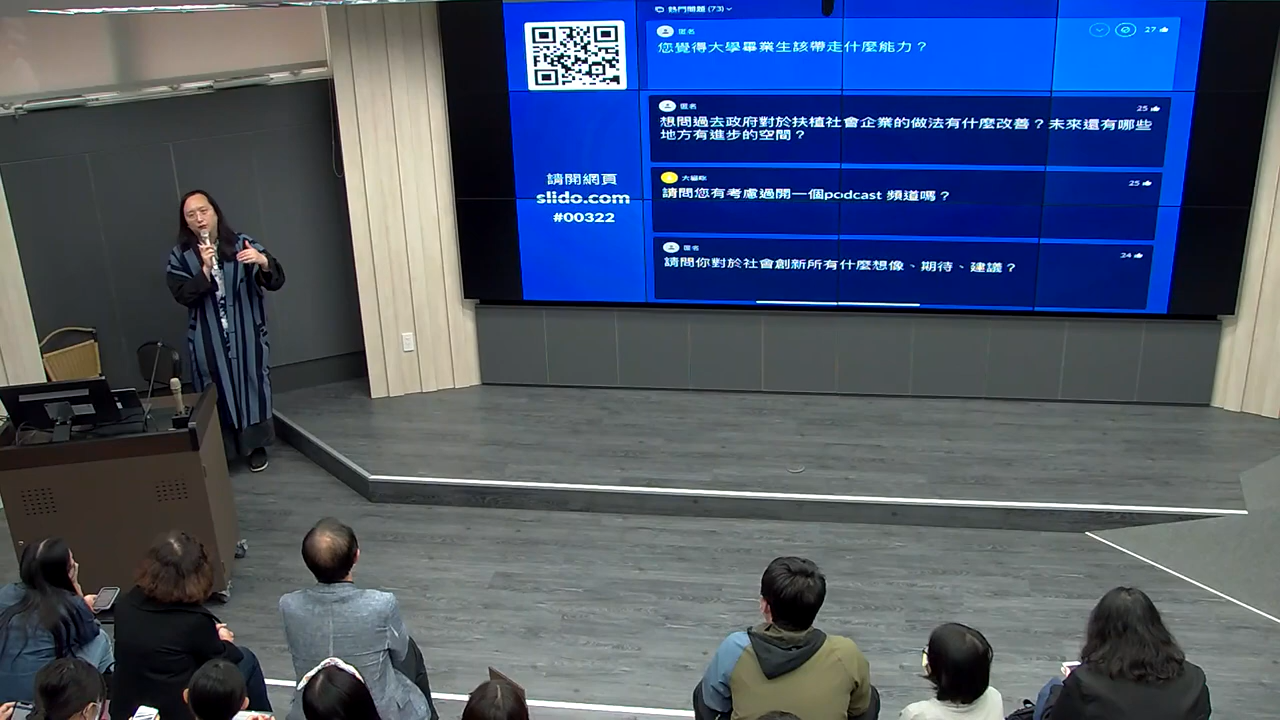 熱門問題 (73)
匿名
27
您覺得大學畢業生該帶走什麼能力？
匿名
25
想問過去政府對於扶植社會企業的做法有什麼改善？未來還有哪些
地方有進步的空間？
大貓咪
25
請問您有考慮過開一個podcast 頻道嗎？
匿名
24
請問你對於社會創新所有什麼想像、期待、建議？
請開網頁
slido.com
#00322